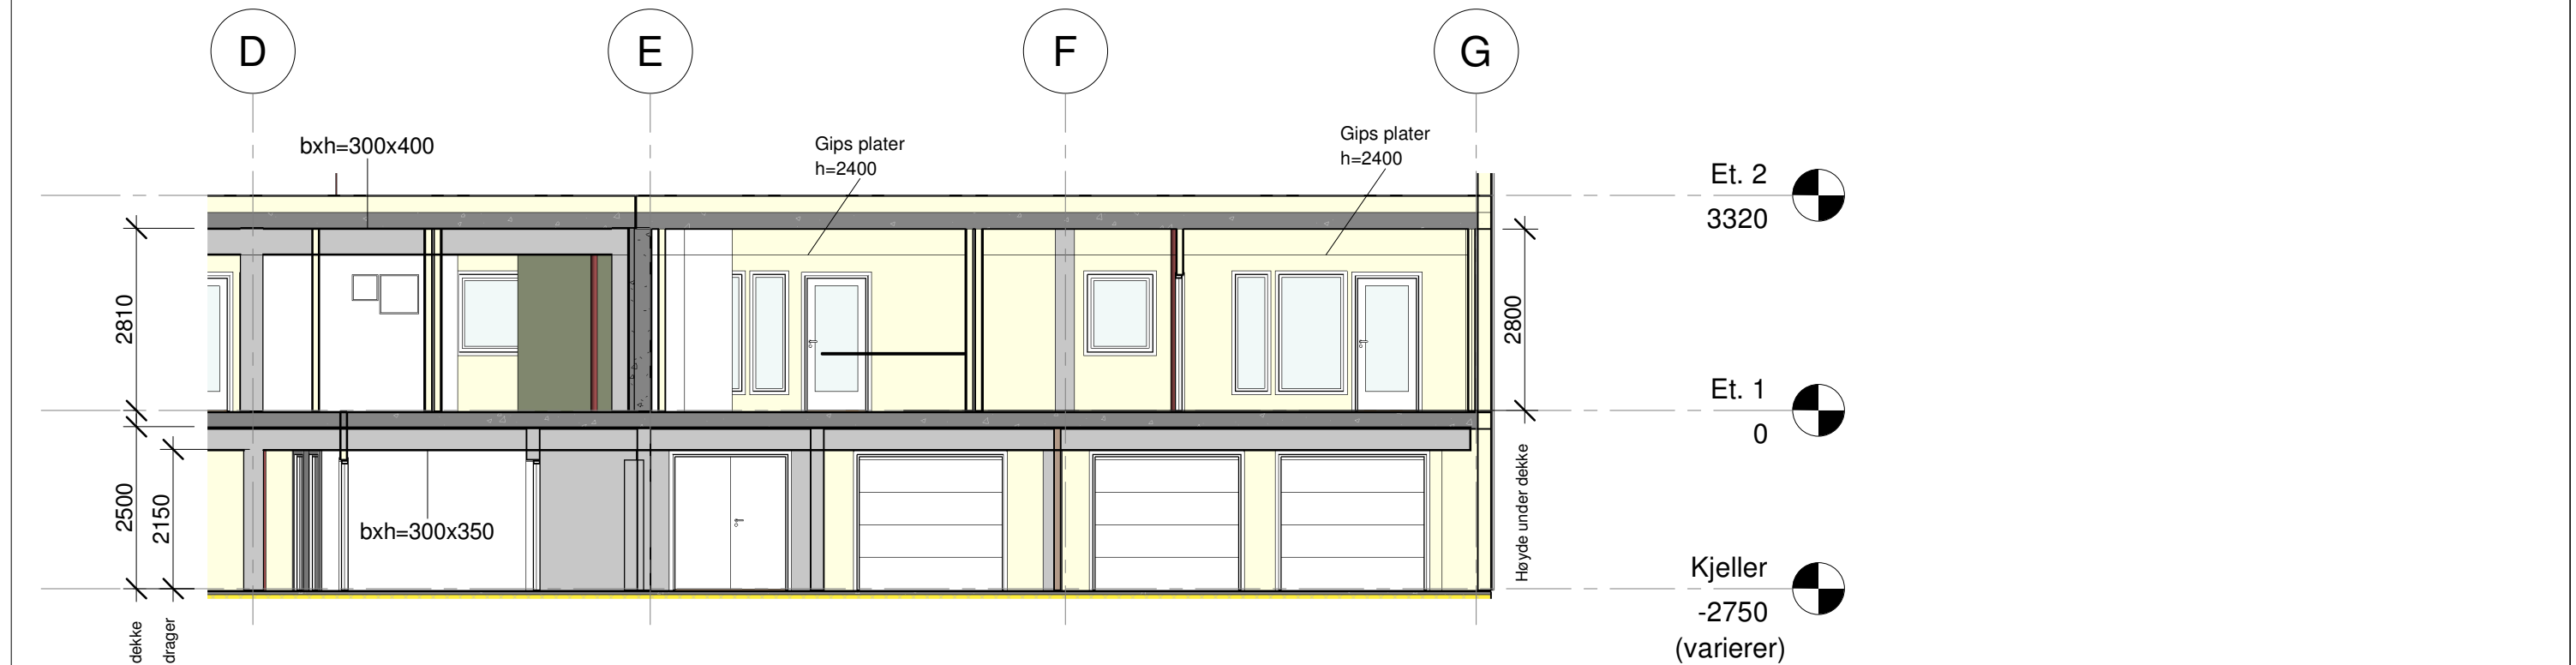 D
E
F
G
bxh=300x400
Gips plater
h=2400
Gips plater
h=2400
Et. 2
3320
2810
2800
Et. 1
0
2500
2150
bxh=300x350
Høyde under dekke
Kjeller
-2750
(varierer)
dekke
drager